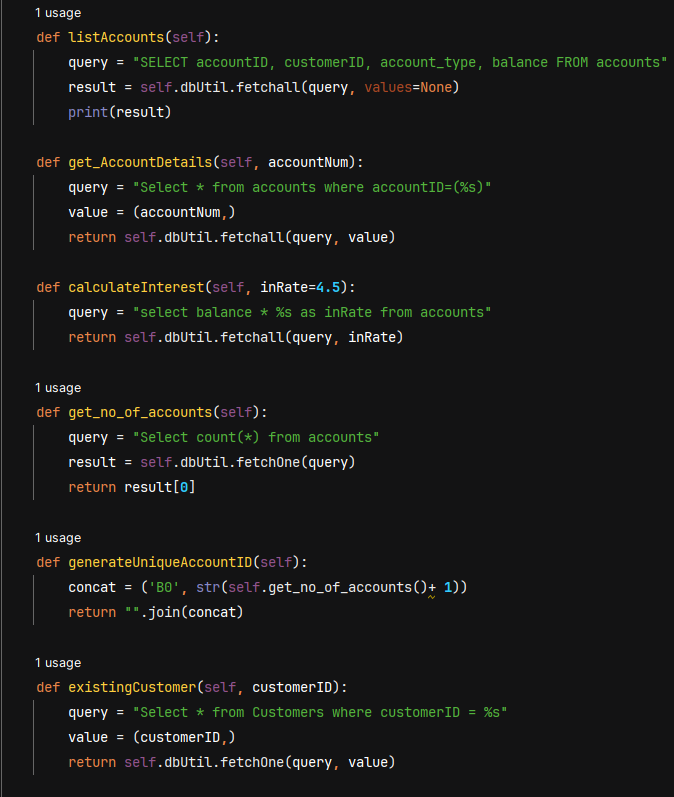 1 usage
def listAccounts(self):
    query = "SELECT accountID, customerID, account_type, balance FROM accounts"
    result = self.dbUtil.fetchall(query, values=None)
    print(result)

def get_AccountDetails(self, accountNum):
    query = "Select * from accounts where accountID=(%s)"
    value = (accountNum,)
    return self.dbUtil.fetchall(query, value)

def calculateInterest(self, inRate=4.5):
    query = "select balance * %s as inRate from accounts"
    return self.dbUtil.fetchall(query, inRate)

1 usage
def get_no_of_accounts(self):
    query = "Select count(*) from accounts"
    result = self.dbUtil.fetchOne(query)
    return result[0]

1 usage
def generateUniqueAccountID(self):
    concat = ('B0', str(self.get_no_of_accounts()+ 1))
    return "".join(concat)

1 usage
def existingCustomer(self, customerID):
    query = "Select * from Customers where customerID = %s"
    value = (customerID,)
    return self.dbUtil.fetchOne(query, value)